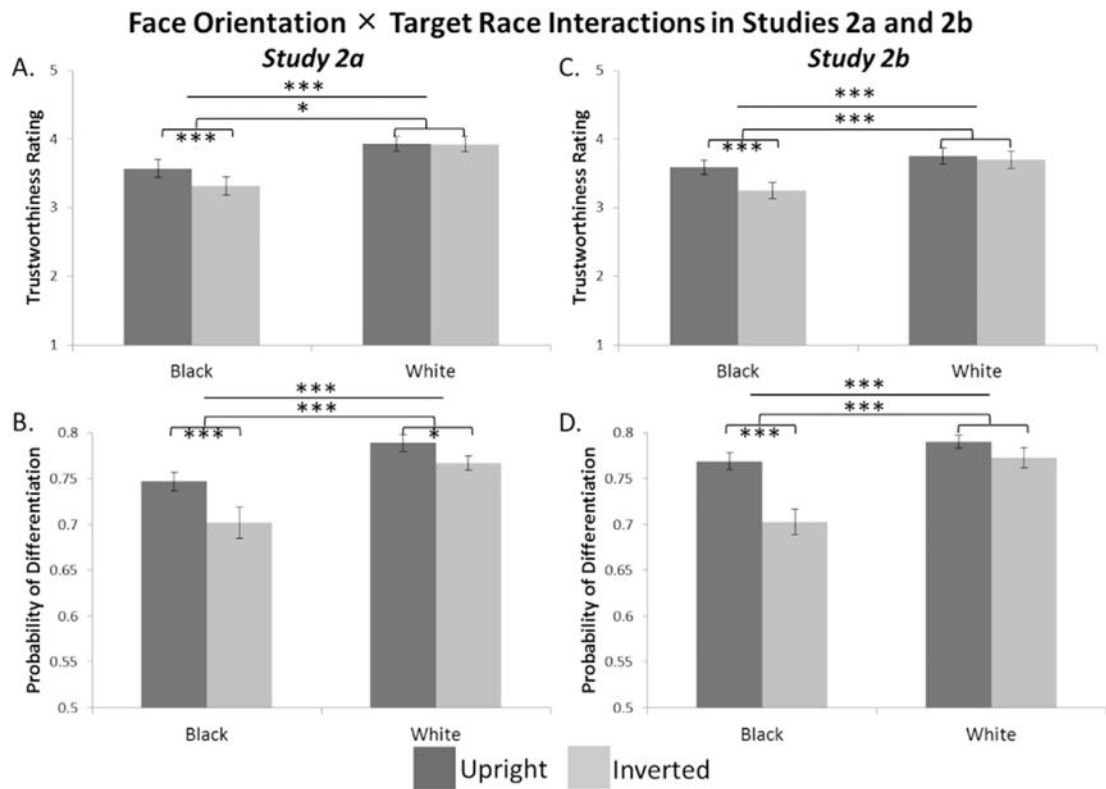 Face Orientation × Target Race Interactions in Studies 2a and 2b
Study 2a
A.
***
*
***
5
4
3
2
1
Trustworthiness Rating
Black
White
Study 2b
C.
***
***
***
5
4
3
2
1
Trustworthiness Rating
Black
White
B.
***
***
***
*
0.8
0.75
0.7
0.65
0.6
0.55
0.5
Probability of Differentiation
Black
White
D.
***
***
***
0.8
0.75
0.7
0.65
0.6
0.55
0.5
Probability of Differentiation
Black
White
Upright
Inverted